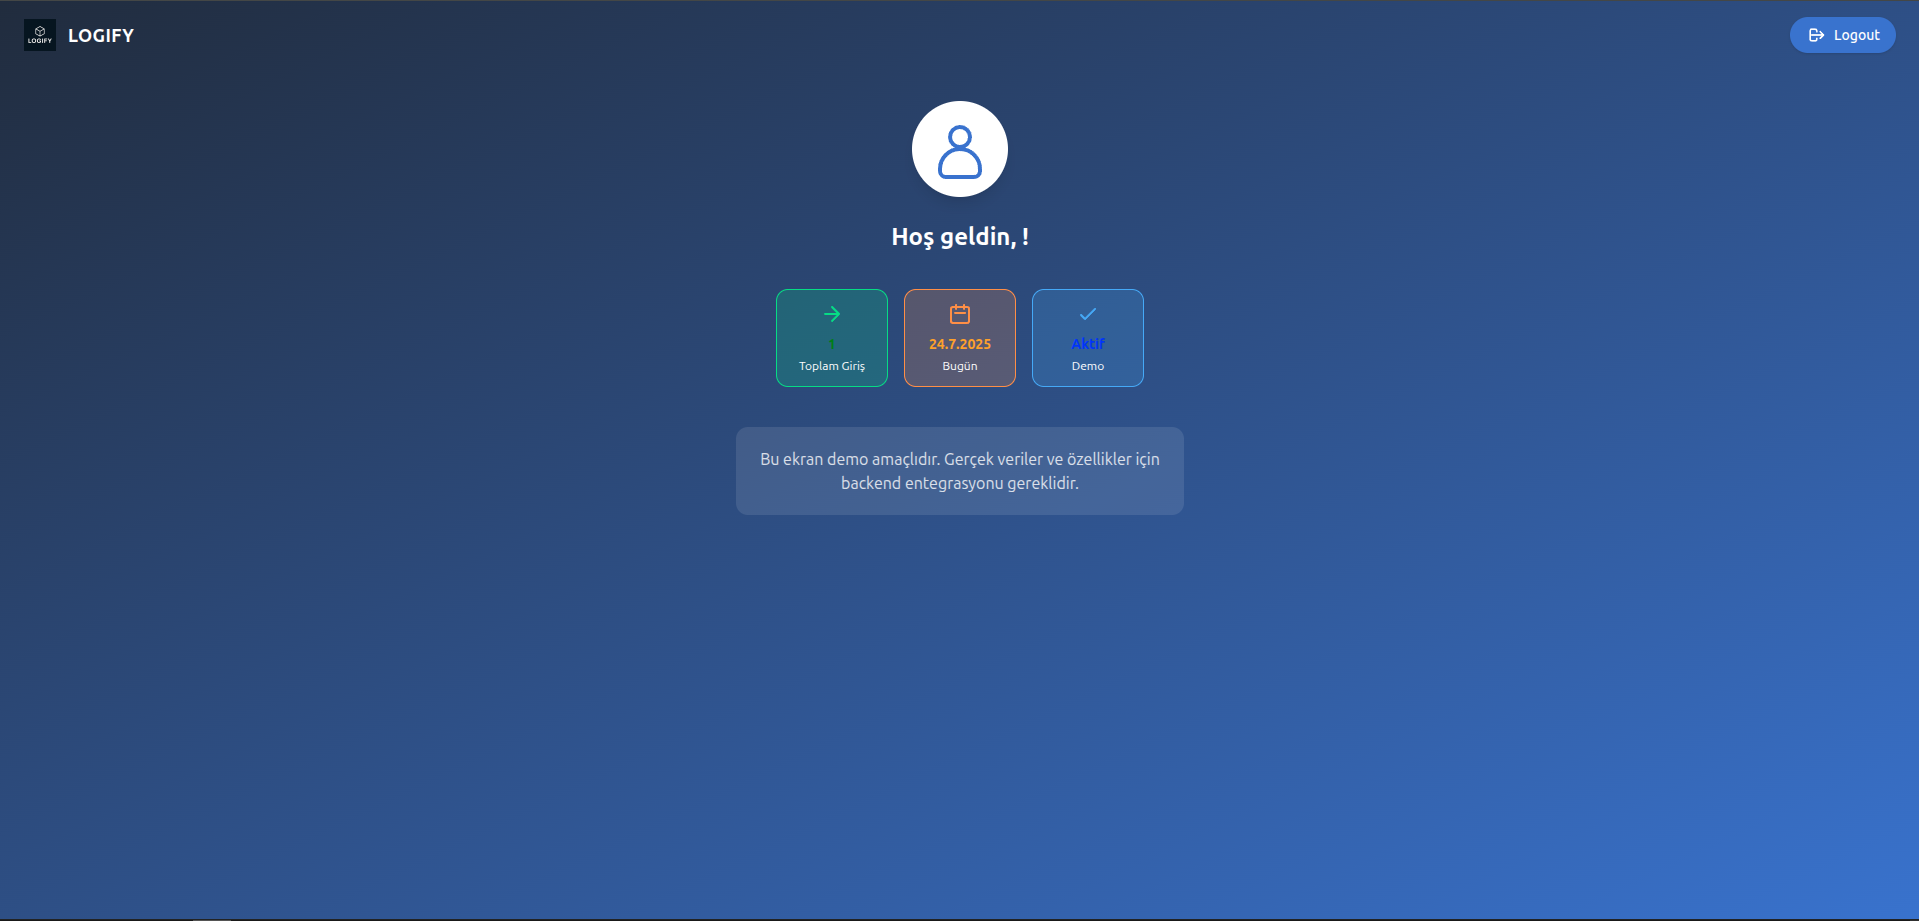 LOGIFY
LOGIFY
Logout
Hoş geldin, !
1
Toplam Giriş
24.7.2025
Bugün
Aktif
Demo
Bu ekran demo amaçlıdır. Gerçek veriler ve özellikler için
backend entegrasyonu gereklidir.